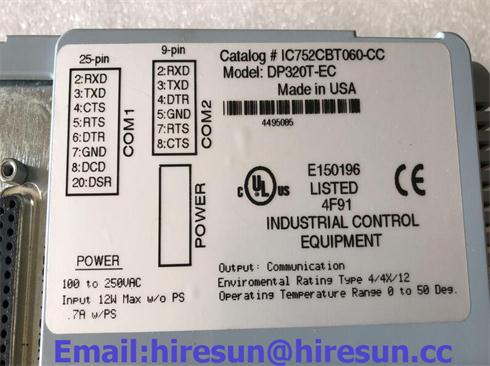 25-pin
2:RXD
3:TXD
4:CTS
5:RTS
6:DTR
7:GND
8:DCD
20:DSR
COM1
9-pin
2:RXD
3:TXD
4:DTR
5:GND
7:RTS
8:CTS
COM2
Catalog # IC752CBT060-CC
Model: DP320T-EC
Made in USA
4495085
POWER
C UL US
E150196
LISTED
4F91
CE
INDUSTRIAL CONTROL
EQUIPMENT
POWER
100 to 250VAC
Input 12W Max w/o PS
.7A w/PS
Output: Communication
Enviromental Rating Type 4/4X/12
Operating Temperature Range 0 to 50 Deg.
Email:hiresun@hiresun.cc